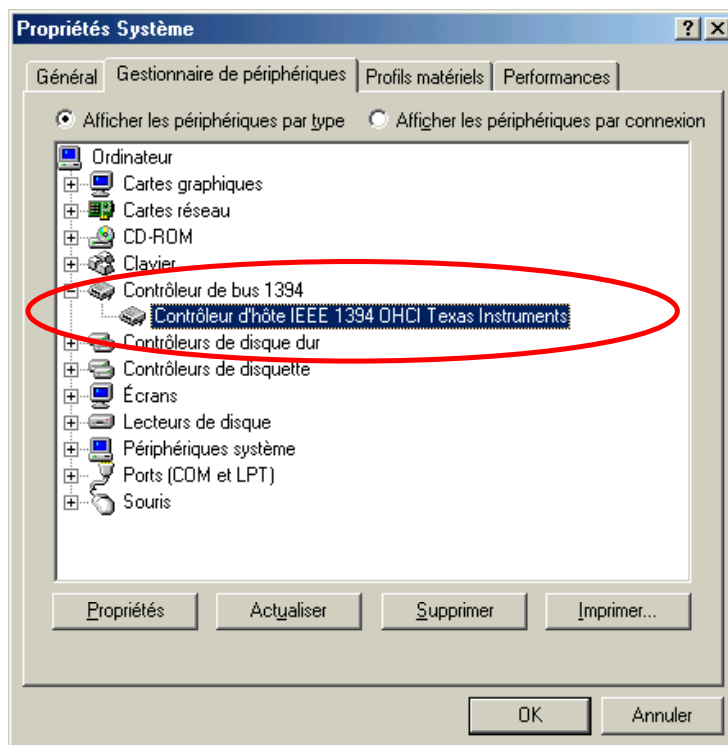 Propriétés Système
Général Gestionnaire de périphériques Profils matériels Performances
Afficher les périphériques par type Afficher les périphériques par connexion
Ordinateur
Cartes graphiques
Cartes réseau
CD-ROM
Clavier
Contrôleur de bus 1394
Contrôleur d'hôte IEEE 1394 OHCI Texas Instruments
Contrôleurs de disque dur
Contrôleurs de disquette
Écrans
Lecteurs de disque
Périphériques système
Ports (COM et LPT)
Souris
Propriétés Actualiser Supprimer Imprimer...
OK Annuler